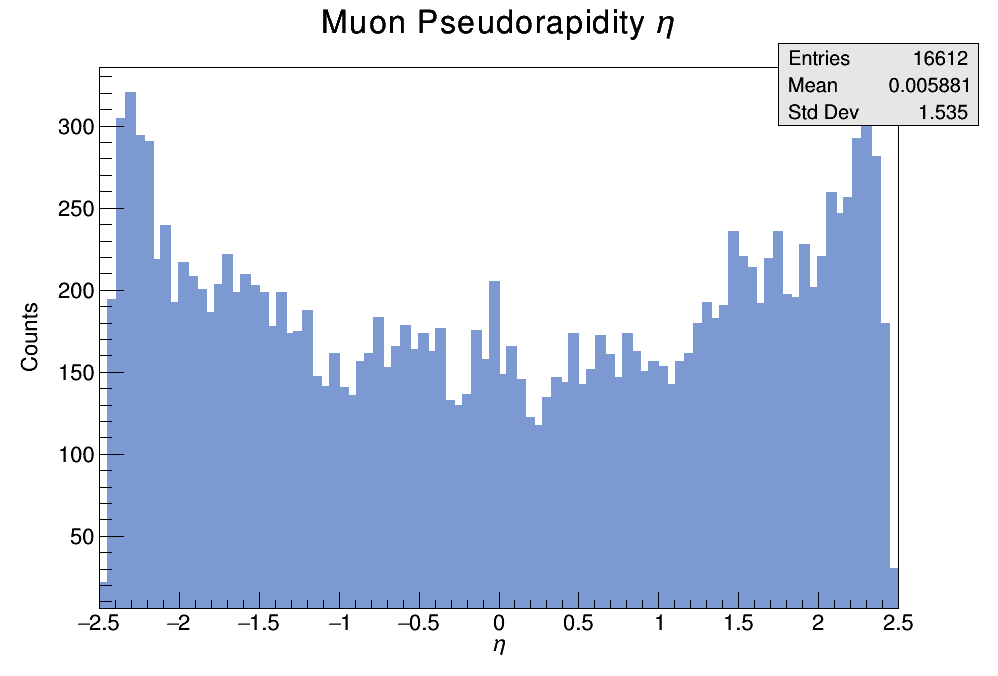 Muon Pseudorapidity η
Entries 16612
Mean 0.005881
Std Dev 1.535
300
250
200
150
100
50
Counts
−2.5 −2 −1.5 −1 −0.5 0 0.5 1 1.5 2 2.5
η